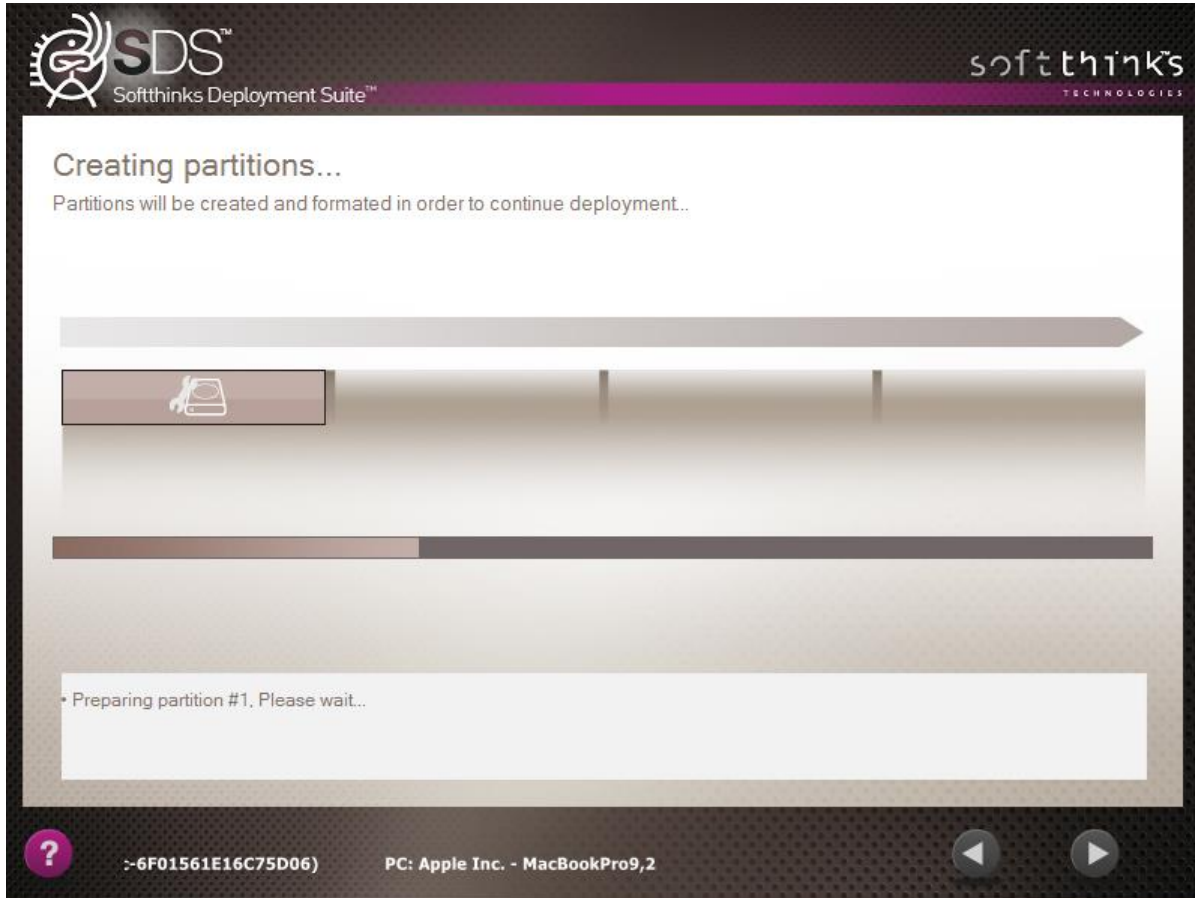 SDS™
Softthinks Deployment Suite™
softthinks™
TECHNOLOGIES
Creating partitions...
Partitions will be created and formated in order to continue deployment...
• Preparing partition #1, Please wait...
?
:-6F01561E16C75D06)
PC: Apple Inc. - MacBookPro9,2